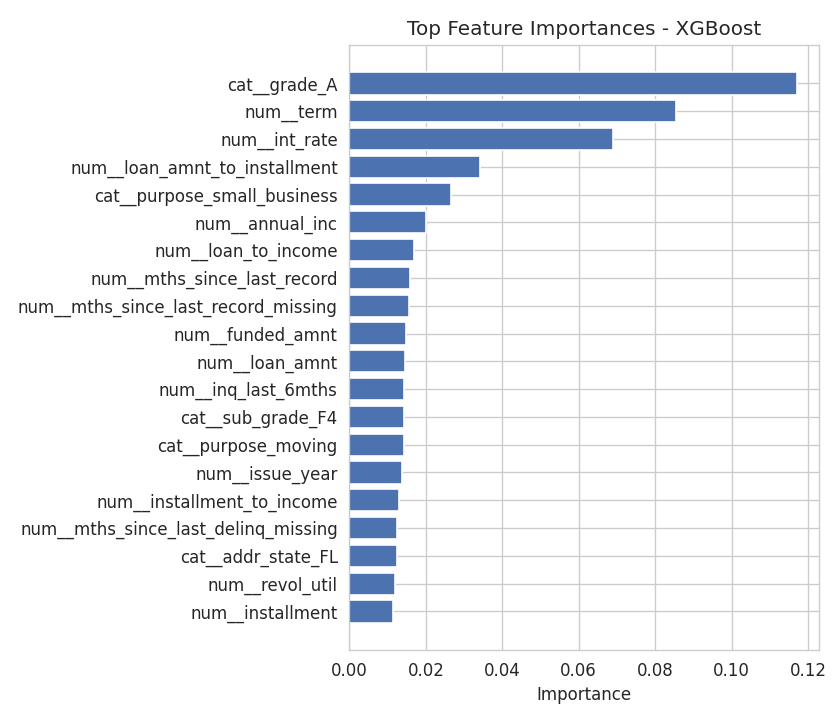 Top Feature Importances - XGBoost
cat__grade_A
num__term
num__int_rate
num__loan_amnt_to_installment
cat__purpose_small_business
num__annual_inc
num__loan_to_income
num__mths_since_last_record
num__mths_since_last_record_missing
num__funded_amnt
num__loan_amnt
num__inq_last_6mths
cat__sub_grade_F4
cat__purpose_moving
num__issue_year
num__installment_to_income
num__mths_since_last_delinq_missing
cat__addr_state_FL
num__revol_util
num__installment
0.00 0.02 0.04 0.06 0.08 0.10 0.12
Importance